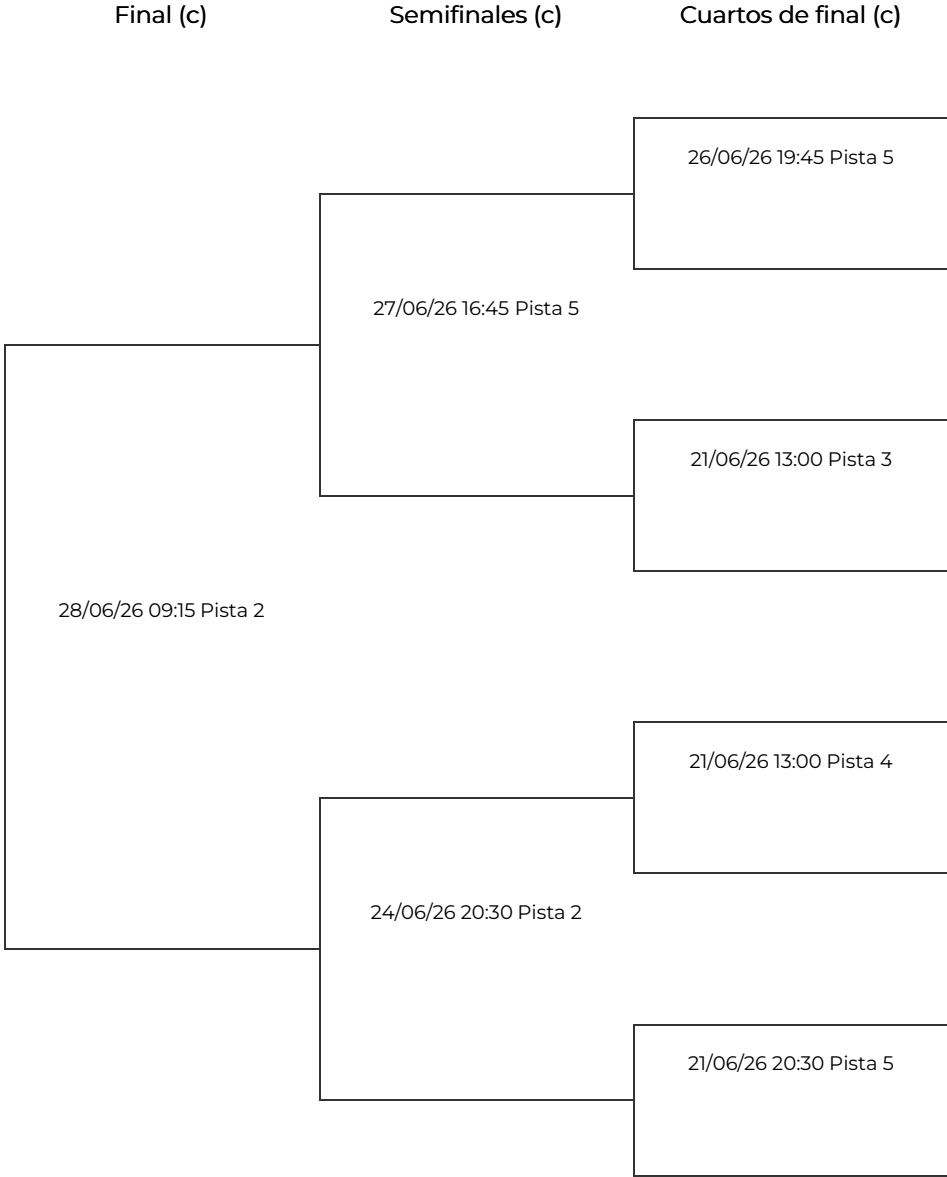 Final (c)
Semifinales (c)
Cuartos de final (c)
26/06/26 19:45 Pista 5
27/06/26 16:45 Pista 5
21/06/26 13:00 Pista 3
28/06/26 09:15 Pista 2
21/06/26 13:00 Pista 4
24/06/26 20:30 Pista 2
21/06/26 20:30 Pista 5